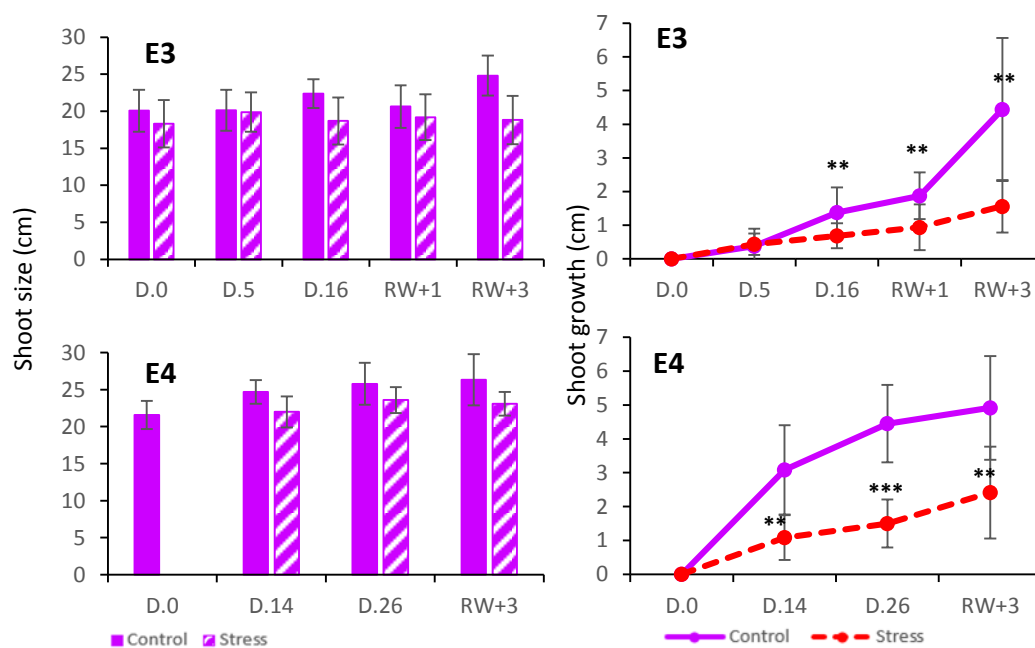 Shoot size (cm)
E3
30
25
20
15
10
5
0
D.0 D.5 D.16 RW+1 RW+3
Shoot growth (cm)
E3
7
6
5
4
3
2
1
0
** ** **
D.0 D.5 D.16 RW+1 RW+3
E4
30
25
20
15
10
5
0
D.0 D.14 D.26 RW+3
Control Stress
E4
7
6
5
4
3
2
1
0
** *** **
D.0 D.14 D.26 RW+3
Control Stress